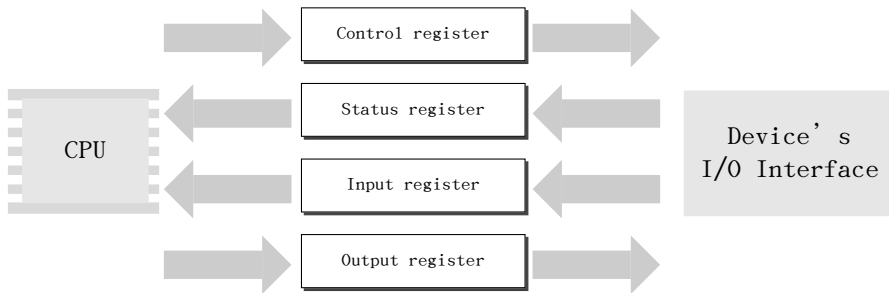 Control register
Status register
CPU
Device’s
I/O Interface
Input register
Output register